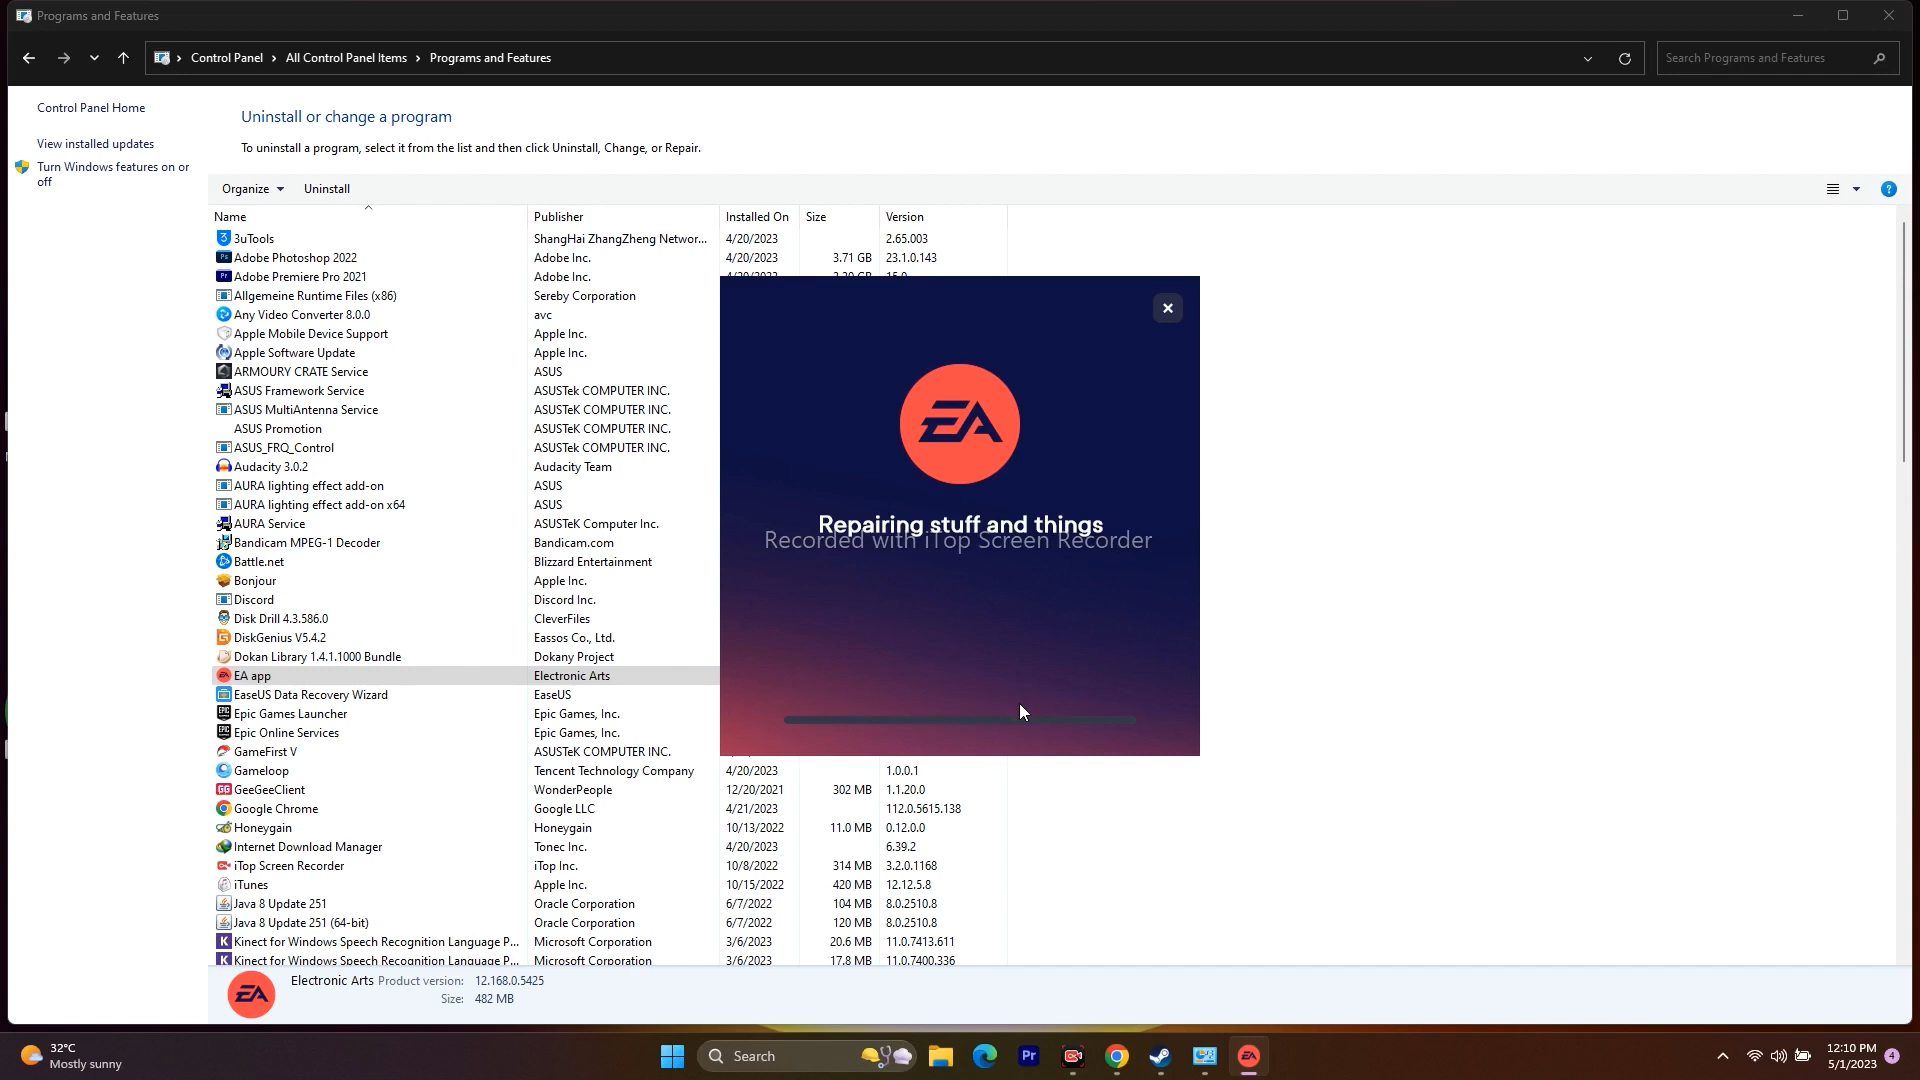 Programs and Features
Control Panel > All Control Panel Items > Programs and Features
Search Programs and Features
Control Panel Home
View installed updates
Turn Windows features on or
off
Uninstall or change a program
To uninstall a program, select it from the list and then click Uninstall, Change, or Repair.
Organize Uninstall
Name Publisher Installed On Size Version
3uTools ShangHai ZhangZheng Networ... 4/20/2023 2.65.003
Adobe Photoshop 2022 Adobe Inc. 4/20/2023 3.71 GB 23.1.0.143
Adobe Premiere Pro 2021 Adobe Inc.
Allgemeine Runtime Files (x86) Sereby Corporation
Any Video Converter 8.0.0 avc
Apple Mobile Device Support Apple Inc.
Apple Software Update Apple Inc.
ARMOURY CRATE Service ASUS
ASUS Framework Service ASUSTek COMPUTER INC.
ASUS MultiAntenna Service ASUSTeK COMPUTER INC.
ASUS Promotion ASUSTeK COMPUTER INC.
ASUS_FRQ_Control ASUSTek COMPUTER INC.
Audacity 3.0.2 Audacity Team
AURA lighting effect add-on ASUS
AURA lighting effect add-on x64 ASUS
AURA Service ASUSTeK Computer Inc.
Bandicam MPEG-1 Decoder Bandicam.com
Battle.net Blizzard Entertainment
Bonjour Apple Inc.
Discord Discord Inc.
Disk Drill 4.3.586.0 CleverFiles
DiskGenius V5.4.2 Eassos Co., Ltd.
Dokan Library 1.4.1.1000 Bundle Dokany Project
EA app Electronic Arts
EaseUS Data Recovery Wizard EaseUS
Epic Games Launcher Epic Games, Inc.
Epic Online Services Epic Games, Inc.
GameFirst V ASUSTeK COMPUTER INC.
Gameloop Tencent Technology Company 4/20/2023 1.0.0.1
GeeGeeClient WonderPeople 12/20/2021 302 MB 1.1.20.0
Google Chrome Google LLC 4/21/2023 112.0.5615.138
Honeygain Honeygain 10/13/2022 11.0 MB 0.12.0.0
Internet Download Manager Tonec Inc. 4/20/2023 6.39.2
iTop Screen Recorder iTop Inc. 10/8/2022 314 MB 3.2.0.1168
iTunes Apple Inc. 10/15/2022 420 MB 12.12.5.8
Java 8 Update 251 Oracle Corporation 6/7/2022 104 MB 8.0.2510.8
Java 8 Update 251 (64-bit) Oracle Corporation 6/7/2022 120 MB 8.0.2510.8
Kinect for Windows Speech Recognition Language P... Microsoft Corporation 3/6/2023 20.6 MB 11.0.7413.611
Kinect for Windows Speech Recognition Language P... Microsoft Corporation 3/6/2023 17.8 MB 11.0.7400.336
EA
Repairing stuff and things
Recorded with iTop Screen Recorder
EA
Electronic Arts Product version: 12.168.0.5425
Size: 482 MB
32°C
Mostly sunny
Search
Pr
EA
12:10 PM
5/1/2023
4